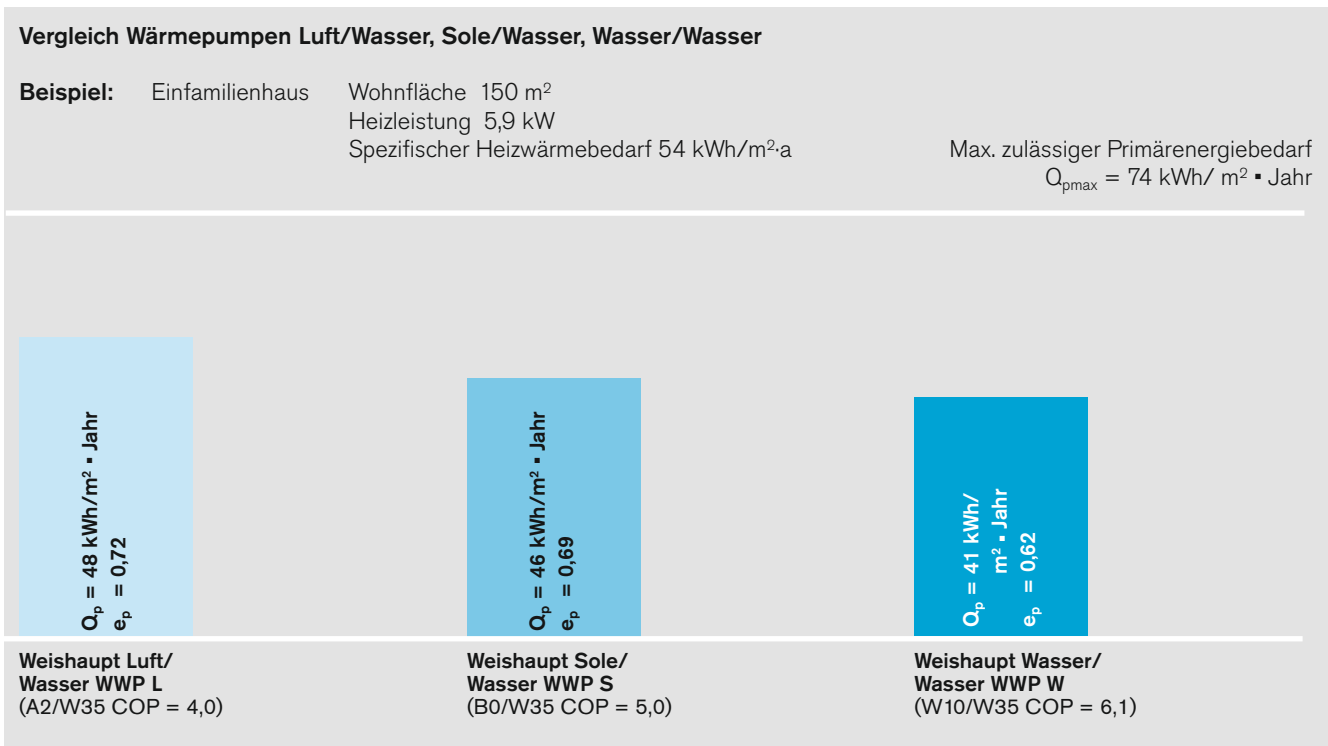 Vergleich Wärmepumpen Luft/Wasser, Sole/Wasser, Wasser/Wasser
Beispiel: Einfamilienhaus Wohnfläche 150 m²
Heizleistung 5,9 kW
Spezifischer Heizwärmebedarf 54 kWh/m²·a
Max. zulässiger Primärenergiebedarf
Qpmax = 74 kWh/ m² ▪ Jahr
Qp = 48 kWh/m² ▪ Jahr
ep = 0,72
Qp = 46 kWh/m² ▪ Jahr
ep = 0,69
Qp = 41 kWh/
m² ▪ Jahr
ep = 0,62
Weishaupt Luft/
Wasser WWP L
(A2/W35 COP = 4,0)
Weishaupt Sole/
Wasser WWP S
(B0/W35 COP = 5,0)
Weishaupt Wasser/
Wasser WWP W
(W10/W35 COP = 6,1)